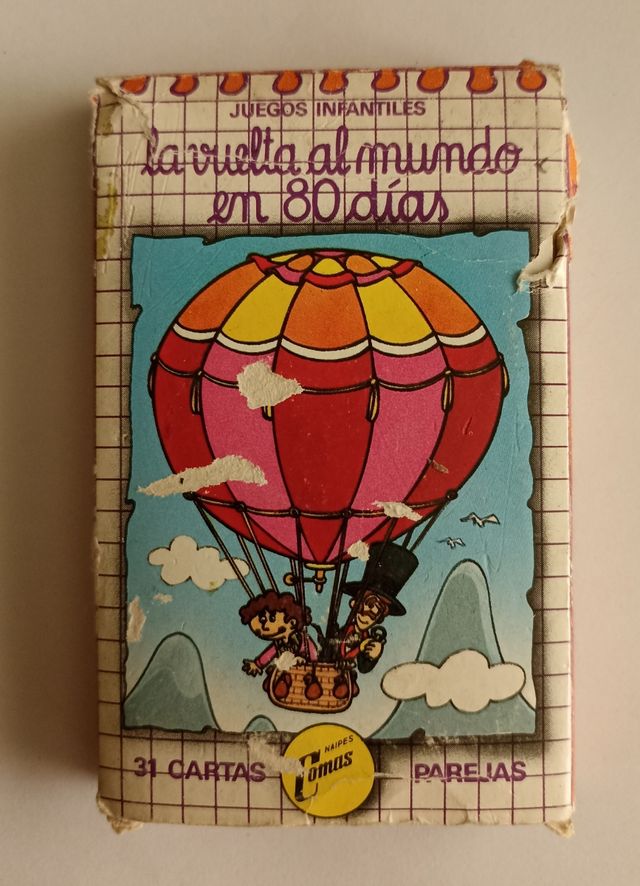 JUEGOS INFANTILES
la vuelta al mundo
en 80 días
31 CARTAS
NAIPES
Comas
PAREJAS